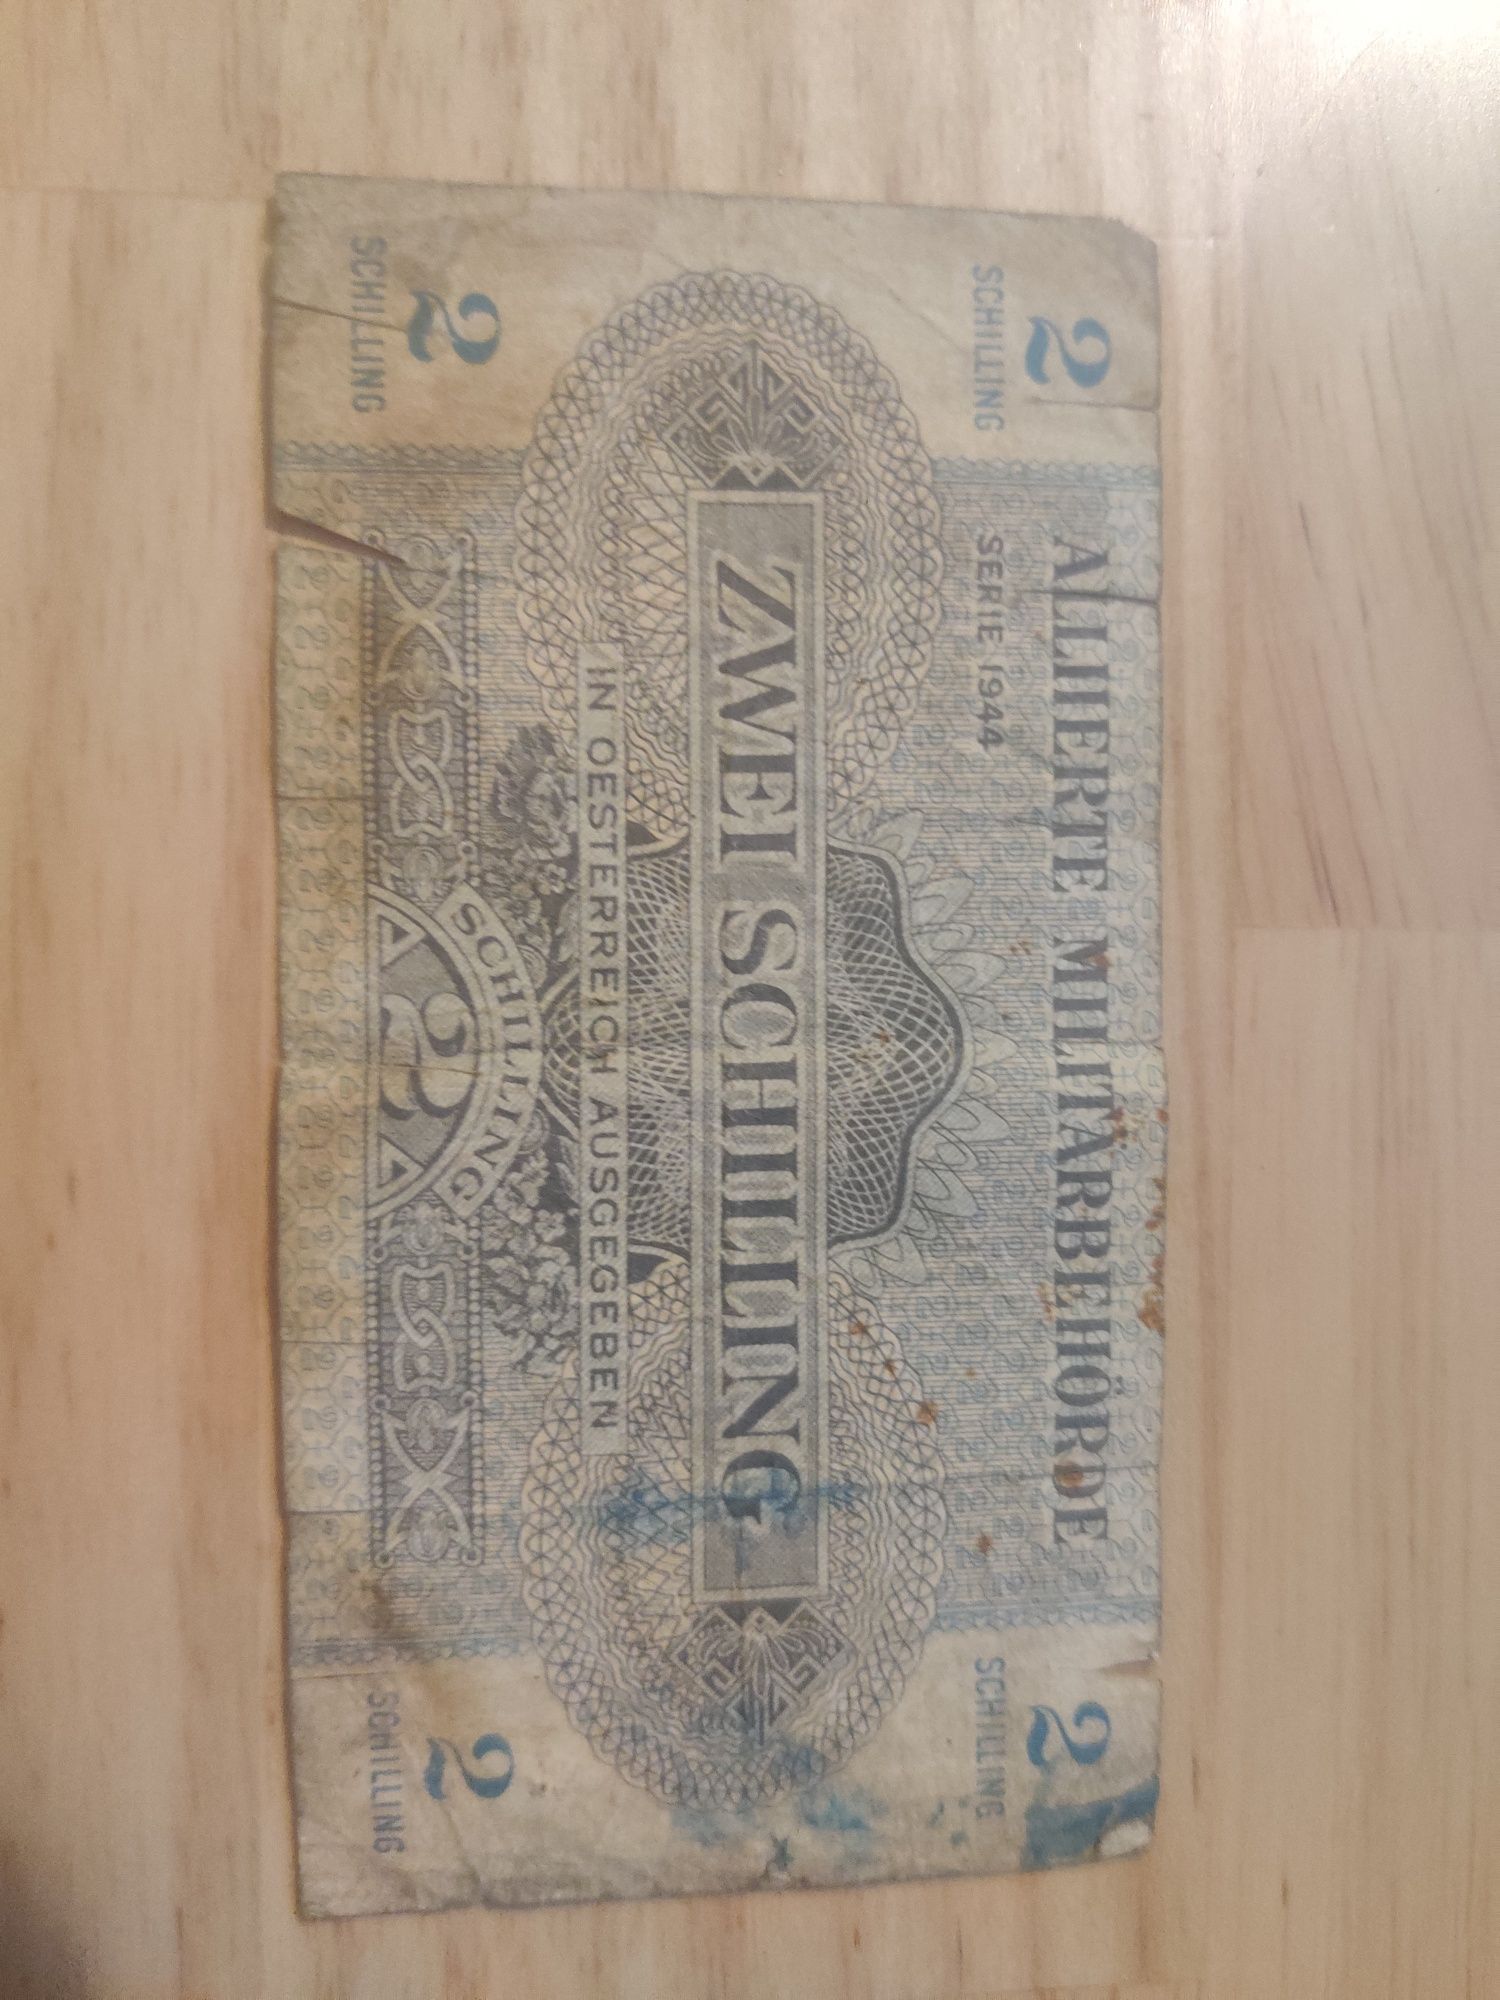 ALLIIERTE MILITÄRBEHÖRDE
2
SCHILLING
SERIE 1944
2
SCHILLING
ZWEI SCHILLING
IN OESTERREICH AUSGEGEBEN
2
SCHILLING
SCHILLING
2
2
SCHILLING